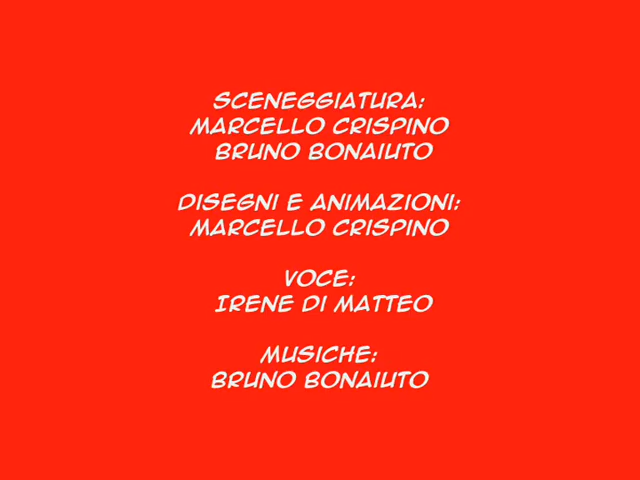 SCENEGGIATURA:
MARCELLO CRISPINO
BRUNO BONAIUTO
DISEGNI E ANIMAZIONI:
MARCELLO CRISPINO
VOCE:
IRENE DI MATTEO
MUSICHE:
BRUNO BONAIUTO